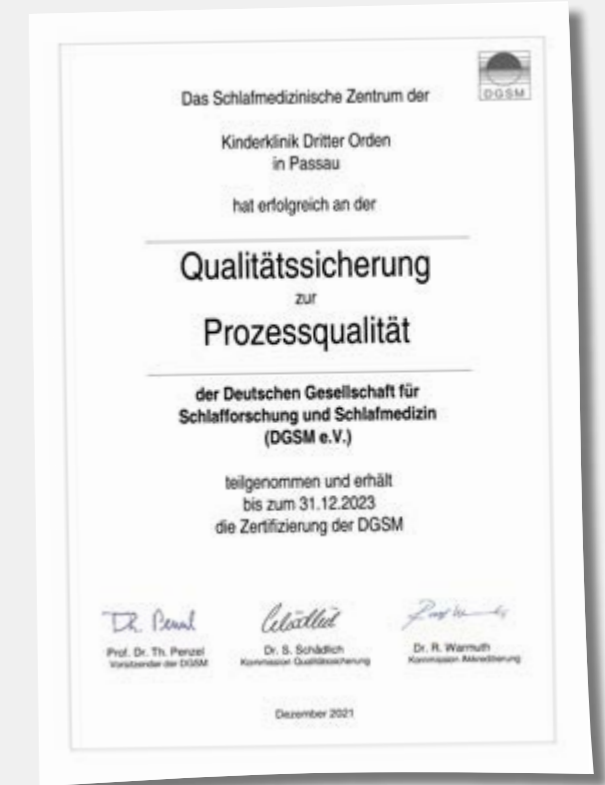 DGSM
Das Schlafmedizinische Zentrum der
Kinderklinik Dritter Orden
in Passau
hat erfolgreich an der
Qualitätssicherung
zur
Prozessqualität
der Deutschen Gesellschaft für
Schlafforschung und Schlafmedizin
(DGSM e.V.)
teilgenommen und erhält
bis zum 31.12.2023
die Zertifizierung der DGSM
Prof. Dr. Th. Penzel
Vorsitzender der DGSM
Dr. S. Schädlich
Kommission Qualitätssicherung
Dr. R. Warmuth
Kommission Akkreditierung
Dezember 2021